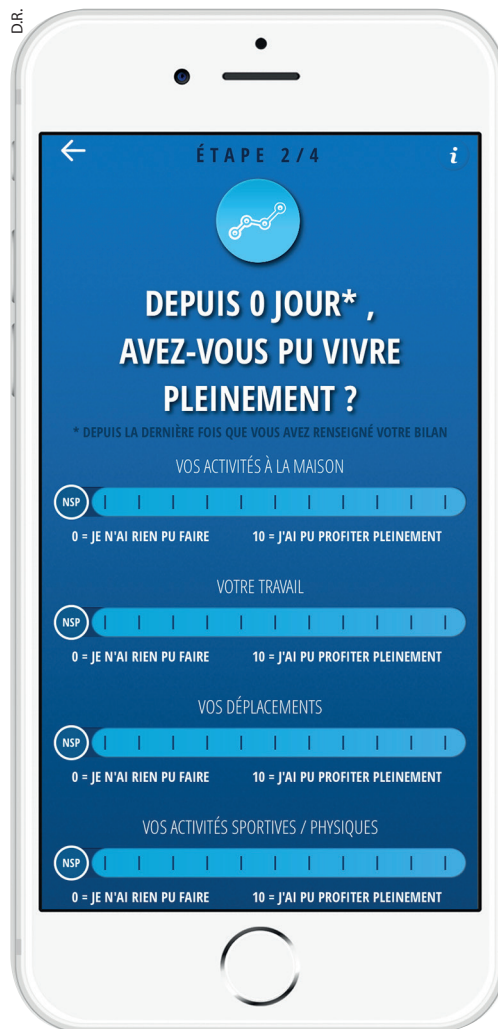 D.R.
ÉTAPE 2/4
i
DEPUIS 0 JOUR* ,
AVEZ-VOUS PU VIVRE
PLEINEMENT ?
* DEPUIS LA DERNIÈRE FOIS QUE VOUS AVEZ RENSEIGNÉ VOTRE BILAN
VOS ACTIVITÉS À LA MAISON
NSP
0 = JE N'AI RIEN PU FAIRE 10 = J'AI PU PROFITER PLEINEMENT
VOTRE TRAVAIL
NSP
0 = JE N'AI RIEN PU FAIRE 10 = J'AI PU PROFITER PLEINEMENT
VOS DÉPLACEMENTS
NSP
0 = JE N'AI RIEN PU FAIRE 10 = J'AI PU PROFITER PLEINEMENT
VOS ACTIVITÉS SPORTIVES / PHYSIQUES
NSP
0 = JE N'AI RIEN PU FAIRE 10 = J'AI PU PROFITER PLEINEMENT